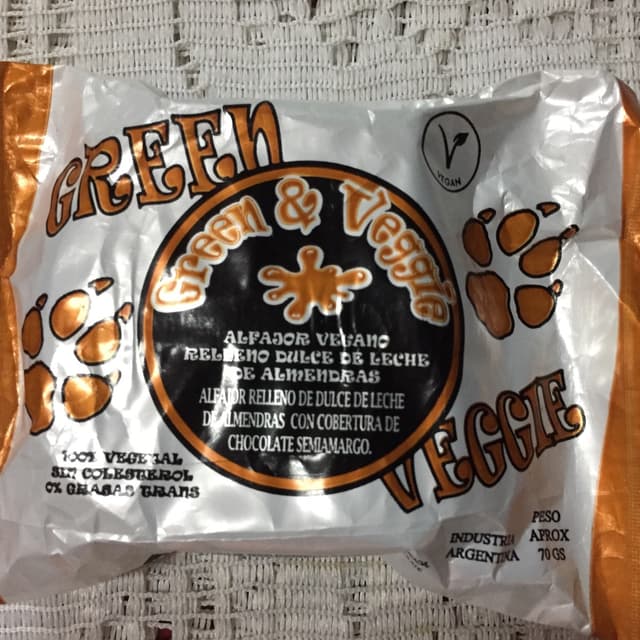 GREEN
VEGAN
Green & Veggie
ALFAJOR VEGANO
RELLENO DULCE DE LECHE
DE ALMENDRAS
ALFAJOR RELLENO DE DULCE DE LECHE
DE ALMENDRAS CON COBERTURA DE
CHOCOLATE SEMIAMARGO.
VEGGIE
100% VEGETAL
SIN COLESTEROL
0% GRASAS TRANS
INDUSTRIA
ARGENTINA
PESO
APROX
70 GS